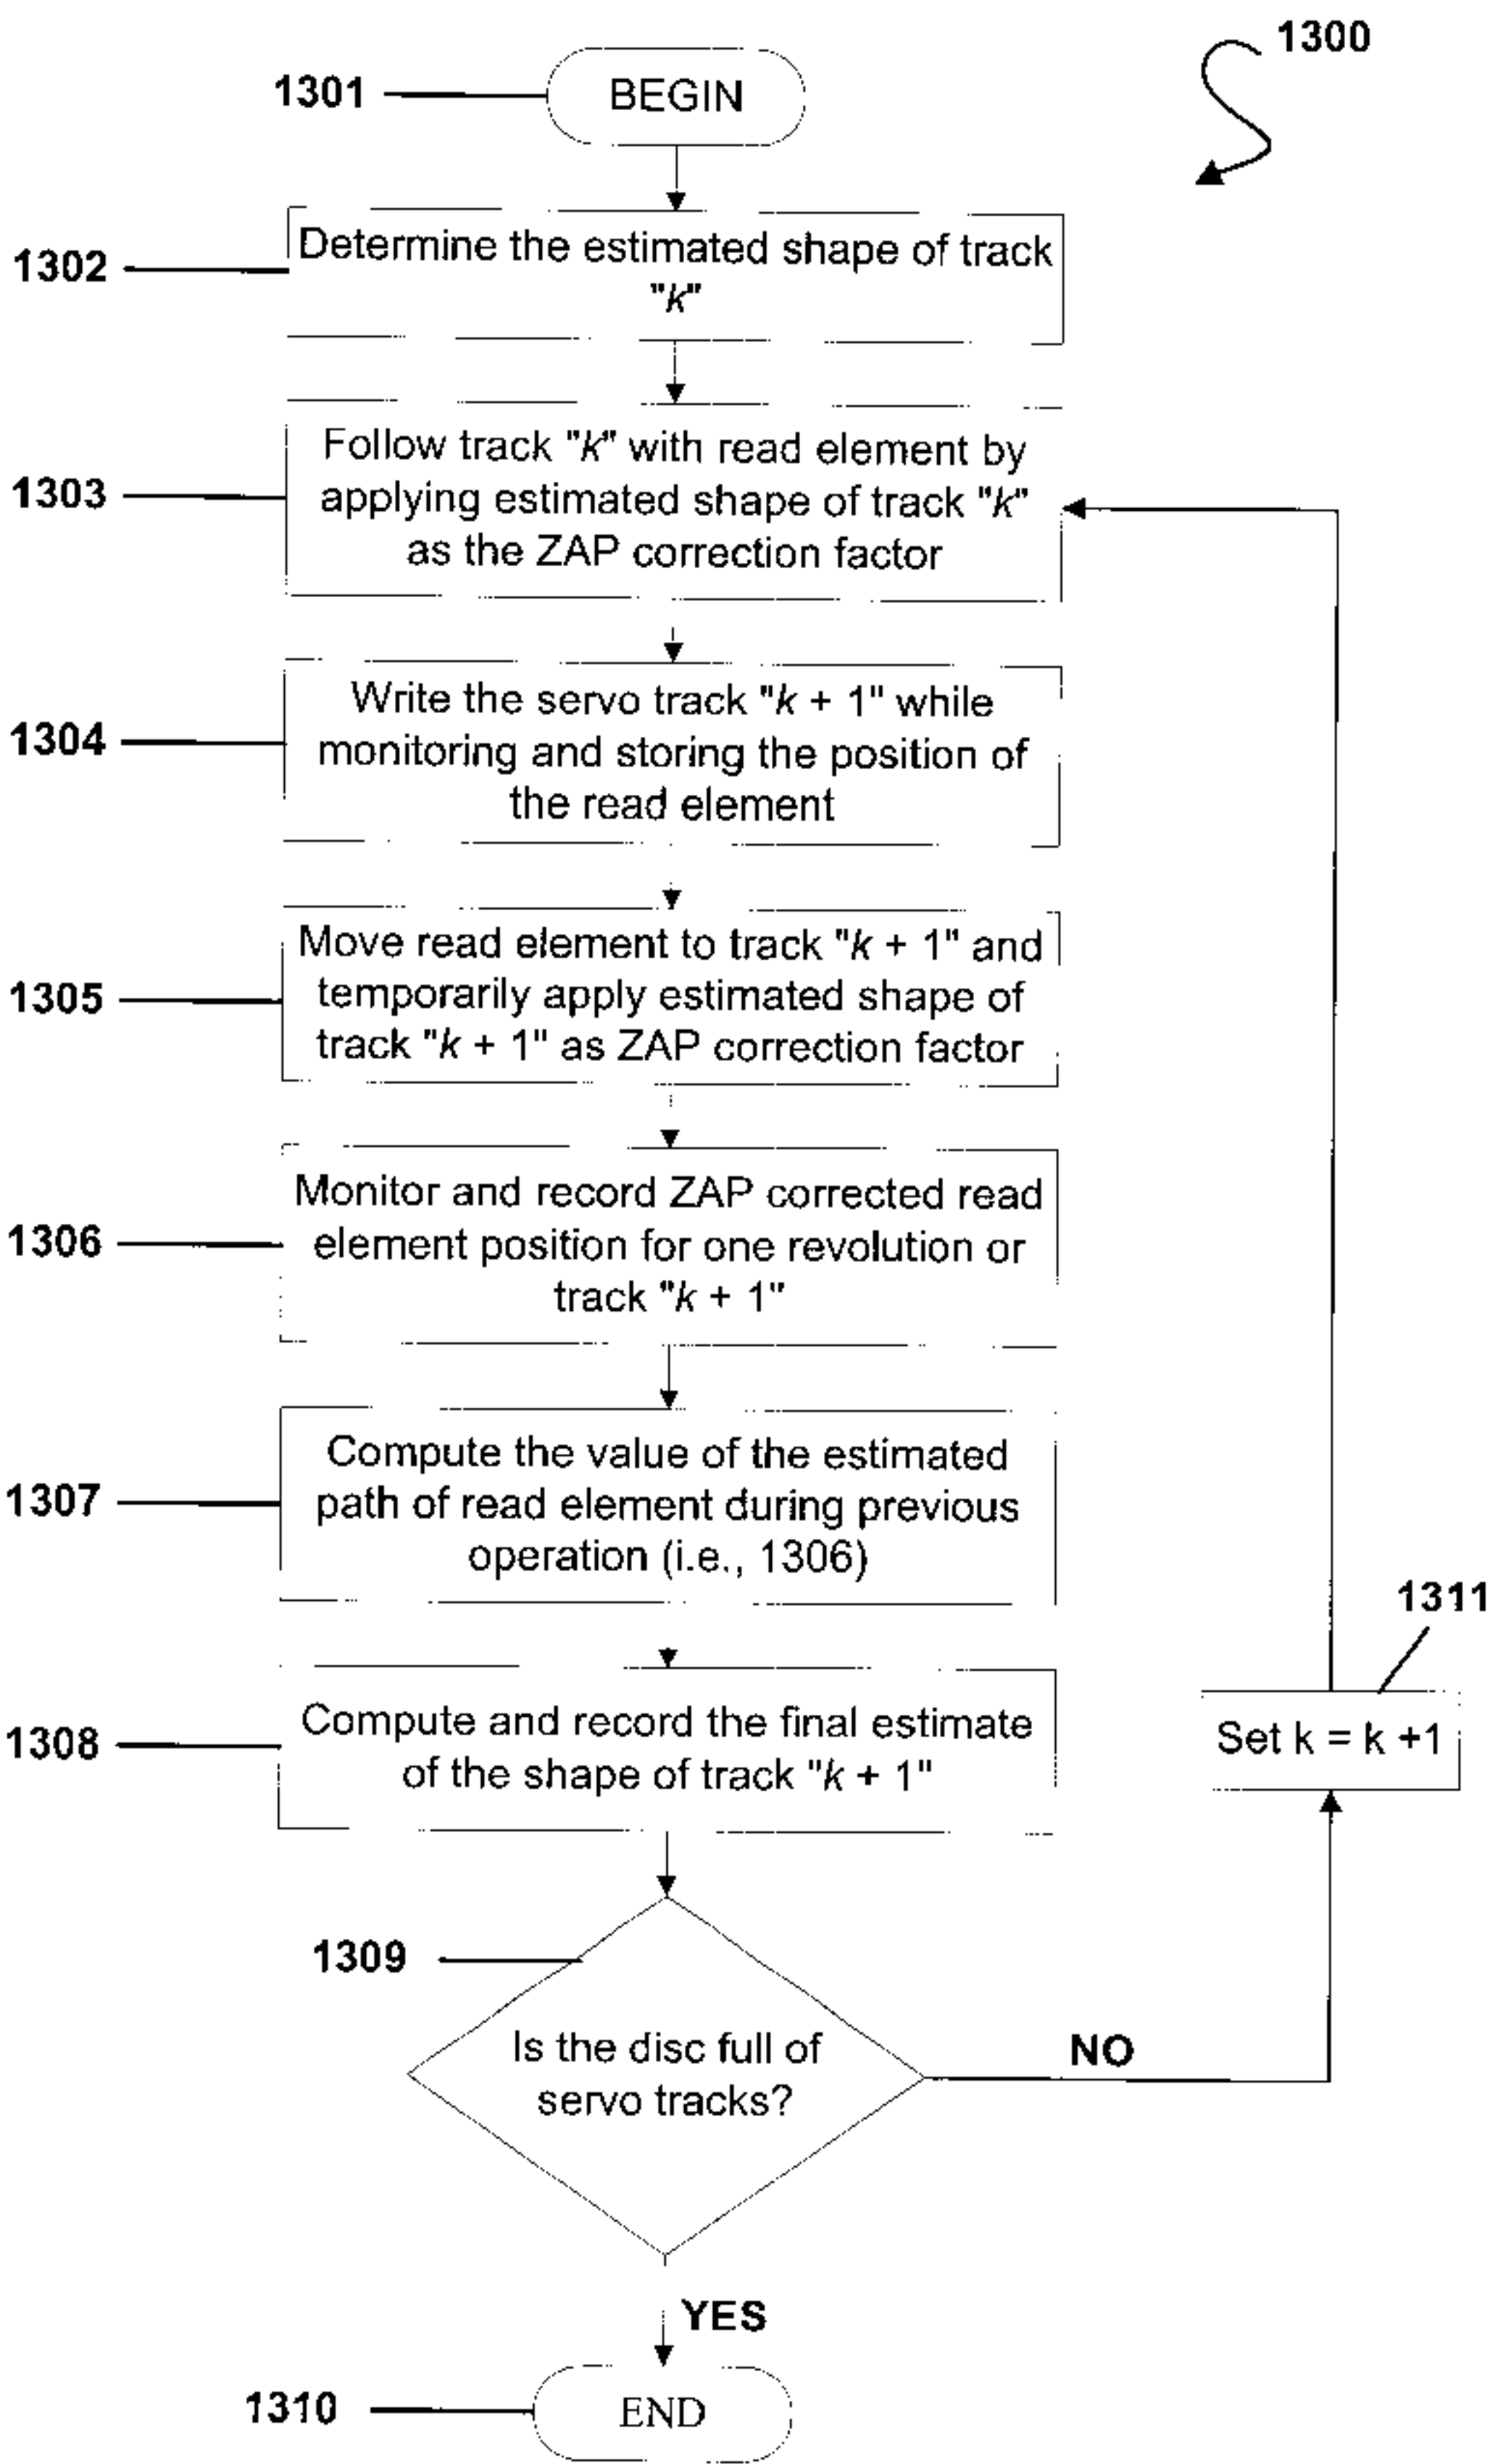 1300
1301
BEGIN
1302
Determine the estimated shape of track
"k"
1303
Follow track "k" with read element by
applying estimated shape of track "k"
as the ZAP correction factor
1304
Write the servo track "k + 1" while
monitoring and storing the position of
the read element
1305
Move read element to track "k + 1" and
temporarily apply estimated shape of
track "k + 1" as ZAP correction factor
1306
Monitor and record ZAP corrected read
element position for one revolution or
track "k + 1"
1307
Compute the value of the estimated
path of read element during previous
operation (i.e., 1306)
1308
Compute and record the final estimate
of the shape of track "k + 1"
1311
Set k = k +1
1309
Is the disc full of
servo tracks?
NO
YES
1310
END